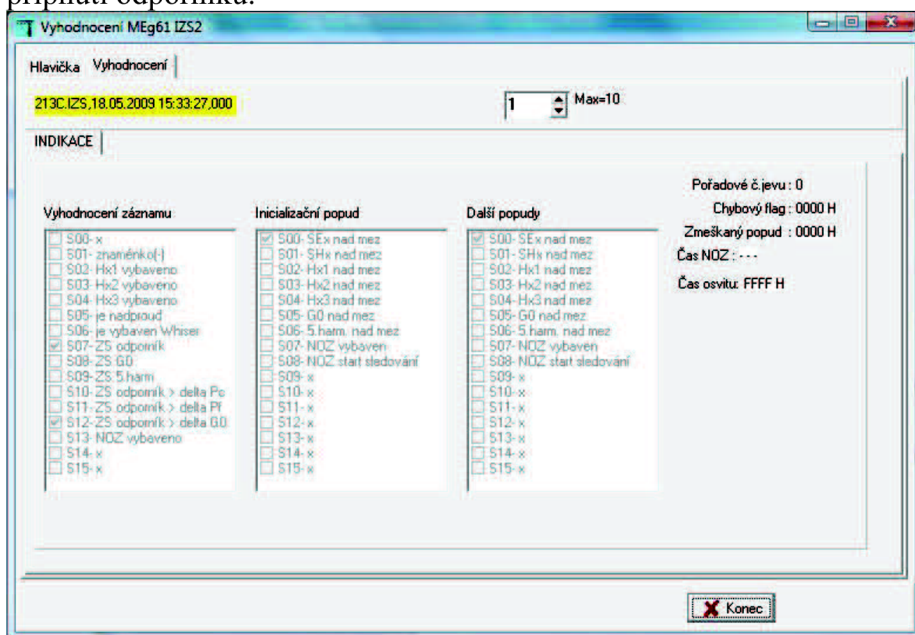 připnutí odporníku.
Vyhodnocení MEg61 IZS2
Hlavička Vyhodnocení
213C.IZS,18.05.2009 15:33:27,000
1 Max=10
INDIKACE
Pořadové č.jevu : 0
Chybový flag : 0000 H
Zmeškaný popud : 0000 H
Čas NOZ : - - -
Čas osvitu: FFFF H
Vyhodnocení záznamu
S00- x
S01- znaménko(-)
S02- Hx1 vybaveno
S03- Hx2 vybaveno
S04- Hx3 vybaveno
S05- je nadproud
S06- je vybaven Whiser
S07- ZS odporník
S08- ZS G0
S09- ZS 5.harm
S10- ZS odporník > delta Po
S11- ZS odporník > delta Pf
S12- ZS odporník > delta G0
S13- NOZ vybaveno
S14- x
S15- x
Inicializační popud
S00- SEx nad mez
S01- SHx nad mez
S02- Hx1 nad mez
S03- Hx2 nad mez
S04- Hx3 nad mez
S05- G0 nad mez
S06- 5.harm. nad mez
S07- NOZ vybaven
S08- NOZ start sledování
S09- x
S10- x
S11- x
S12- x
S13- x
S14- x
S15- x
Další popudy
S00- SEx nad mez
S01- SHx nad mez
S02- Hx1 nad mez
S03- Hx2 nad mez
S04- Hx3 nad mez
S05- G0 nad mez
S06- 5.harm. nad mez
S07- NOZ vybaven
S08- NOZ start sledování
S09- x
S10- x
S11- x
S12- x
S13- x
S14- x
S15- x
Konec